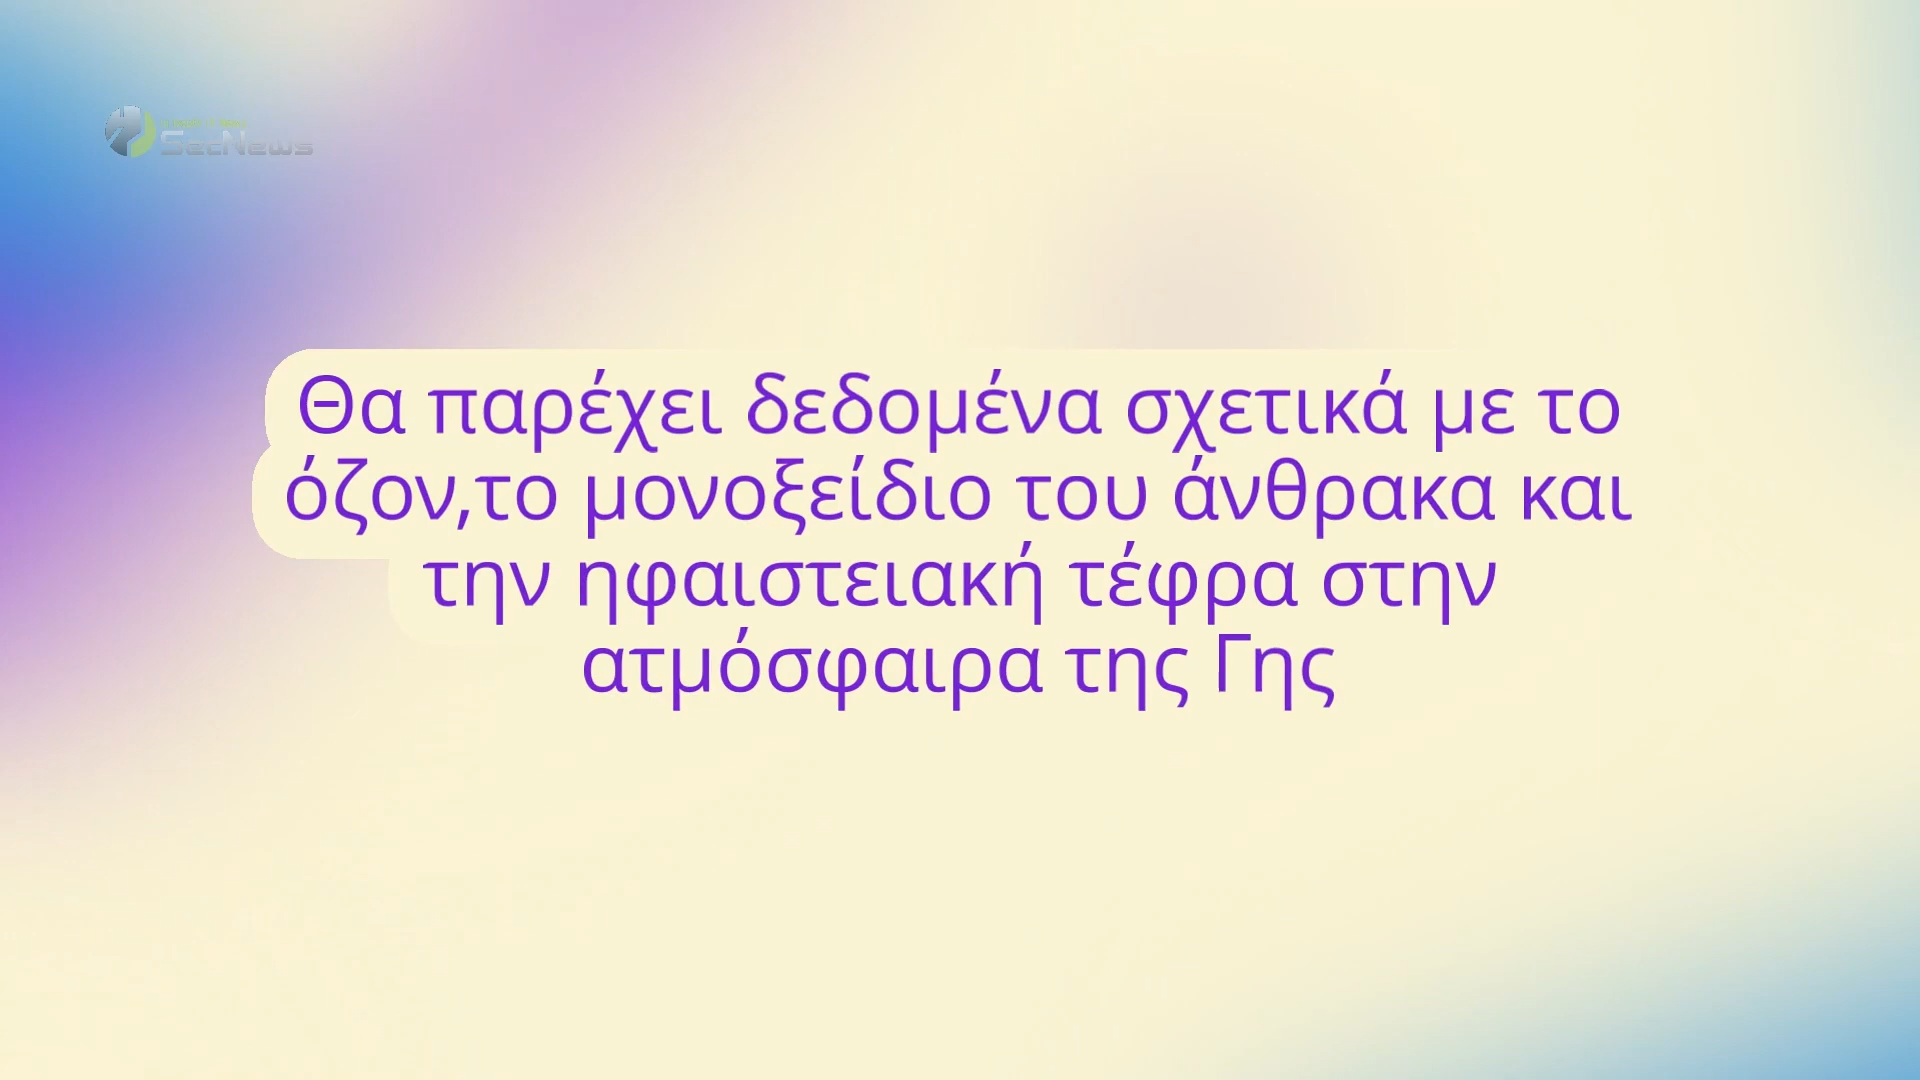 SecNews
Θα παρέχει δεδομένα σχετικά με το
όζον,το μονοξείδιο του άνθρακα και
την ηφαιστειακή τέφρα στην
ατμόσφαιρα της Γης